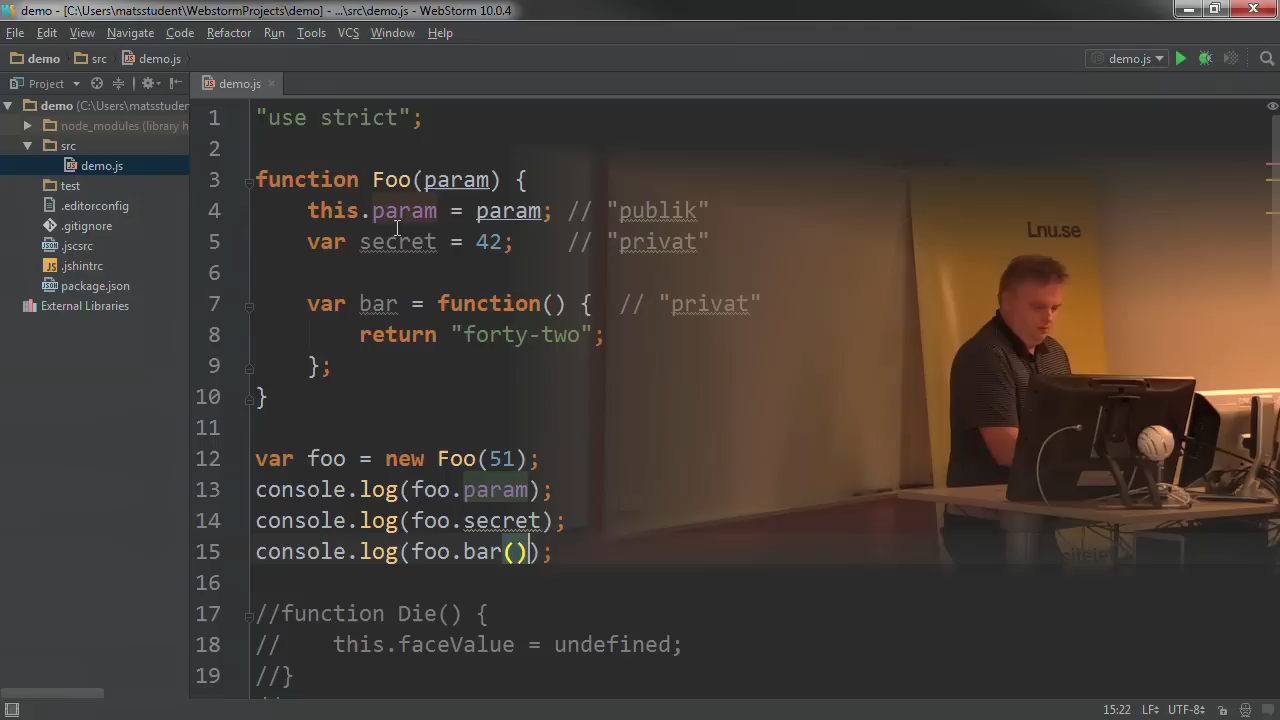 demo - [C:\Users\matsstudent\WebstormProjects\demo] - ...\src\demo.js - WebStorm 10.0.4
File Edit View Navigate Code Refactor Run Tools VCS Window Help
demo src demo.js demo.js
Project demo.js
demo (C:\Users\matsstuden
node_modules (library h
src
demo.js
test
.editorconfig
.gitignore
.jscsrc
.jshintrc
package.json
External Libraries
1 "use strict";
2
3 function Foo(param) {
4 this.param = param; // "publik"
5 var secret = 42; // "privat"
6
7 var bar = function() { // "privat"
8 return "forty-two";
9 };
10 }
11
12 var foo = new Foo(51);
13 console.log(foo.param);
14 console.log(foo.secret);
15 console.log(foo.bar());
16
17 //function Die() {
18 // this.faceValue = undefined;
19 //}
Lnu.se
15:22 LF UTF-8